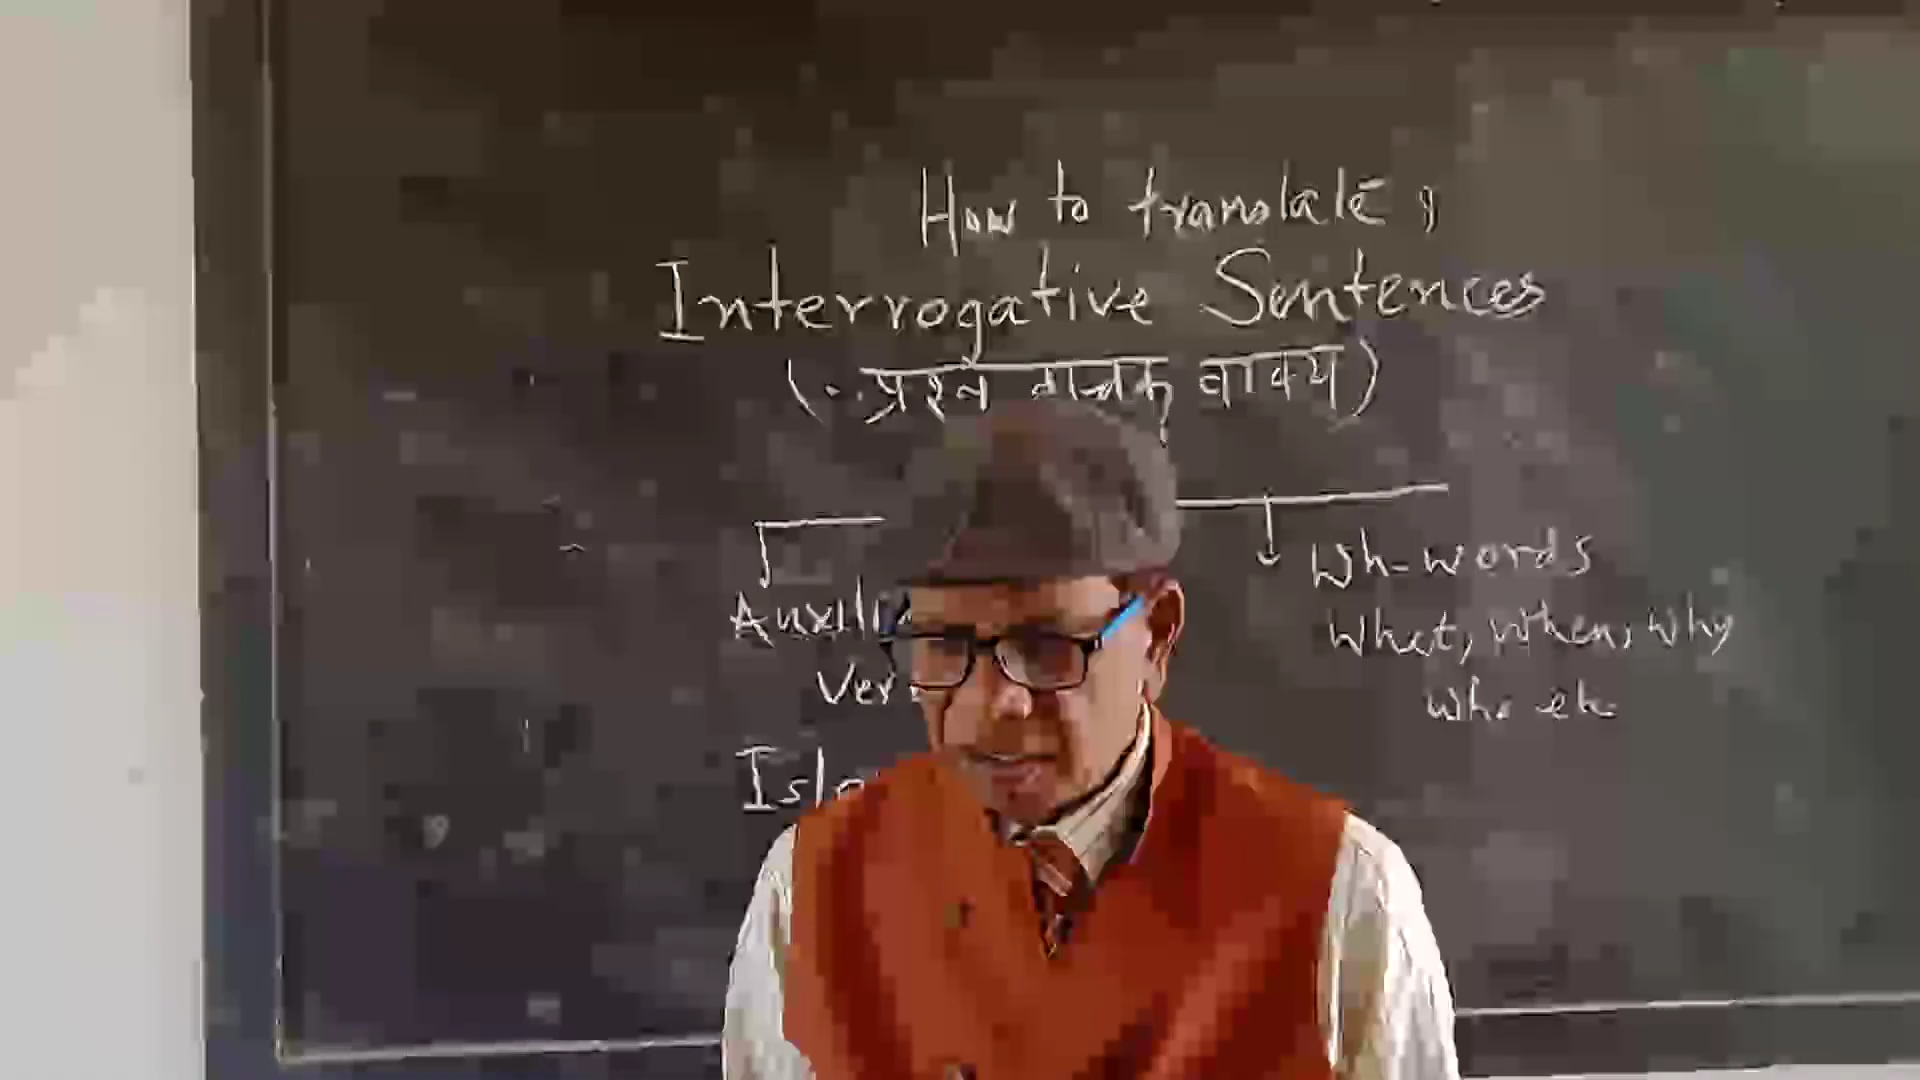 How to translate
Interrogative Sentences
(प्रश्न वाचक वाक्य)
Wh-words
What, When, Why
Who etc